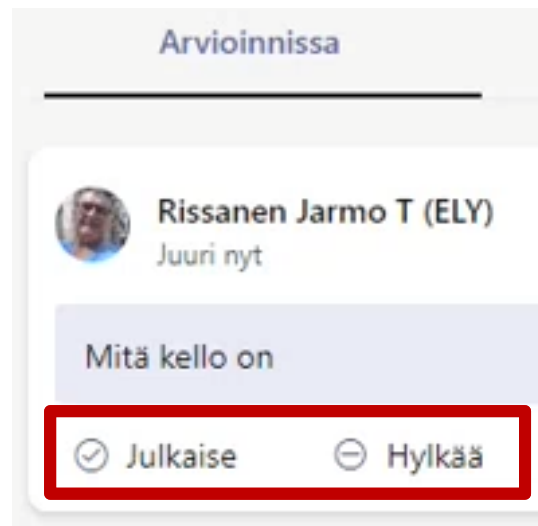 Arvioinnissa
Rissanen Jarmo T (ELY)
Juuri nyt
Mitä kello on
Julkaise Hylkää